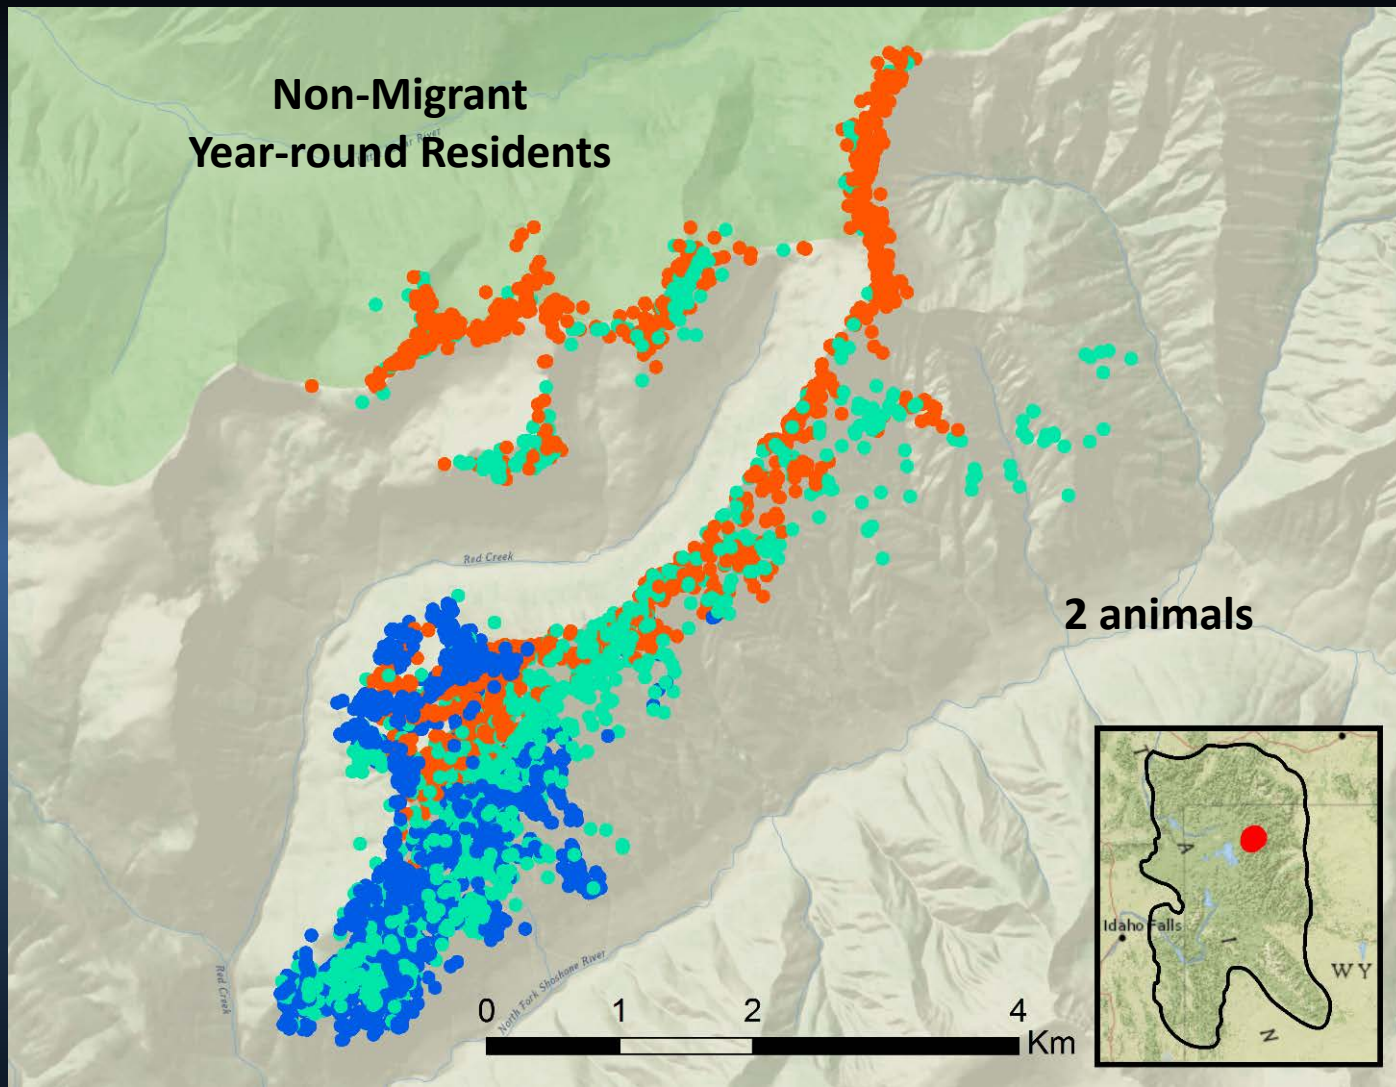 Non-Migrant
Year-round Residents
River
Red Creek
2 animals
Idaho Falls
WY
Red Creek
North Fork Shoshone River
0 1 2 4
Km